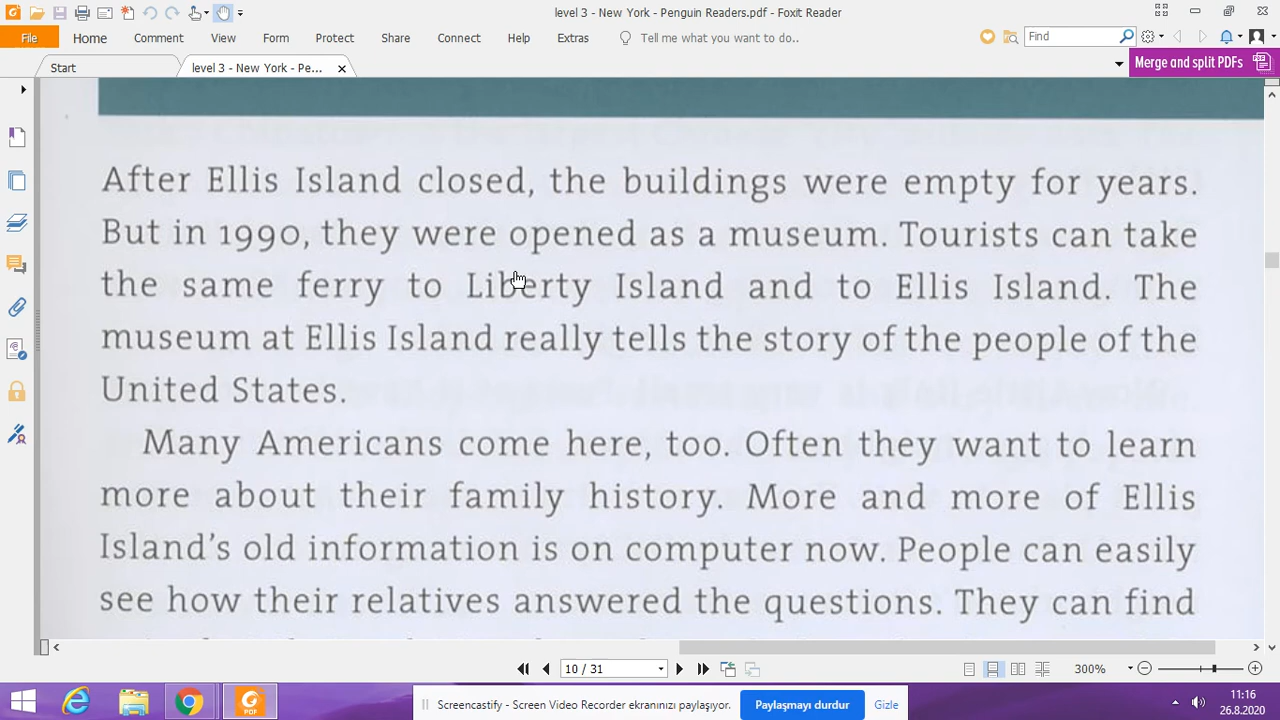 level 3 - New York - Penguin Readers.pdf - Foxit Reader
File Home Comment View Form Protect Share Connect Help Extras Tell me what you want to do.. Find
Start level 3 - New York - Pe... Merge and split PDFs
After Ellis Island closed, the buildings were empty for years.
But in 1990, they were opened as a museum. Tourists can take
the same ferry to Liberty Island and to Ellis Island. The
museum at Ellis Island really tells the story of the people of the
United States.
Many Americans come here, too. Often they want to learn
more about their family history. More and more of Ellis
Island's old information is on computer now. People can easily
see how their relatives answered the questions. They can find
10 / 31 300%
PDF
Screencastify - Screen Video Recorder ekranınızı paylaşıyor. Paylaşmayı durdur Gizle
11:16
26.8.2020